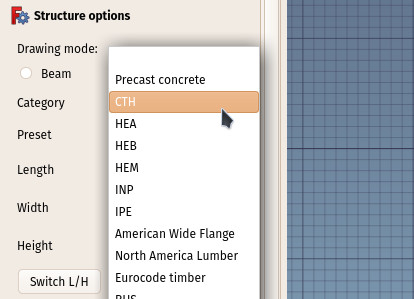 Structure options
Drawing mode:
Beam
Category
Preset
Length
Width
Height
Switch L/H
Precast concrete
CTH
HEA
HEB
HEM
INP
IPE
American Wide Flange
North America Lumber
Eurocode timber
RHS